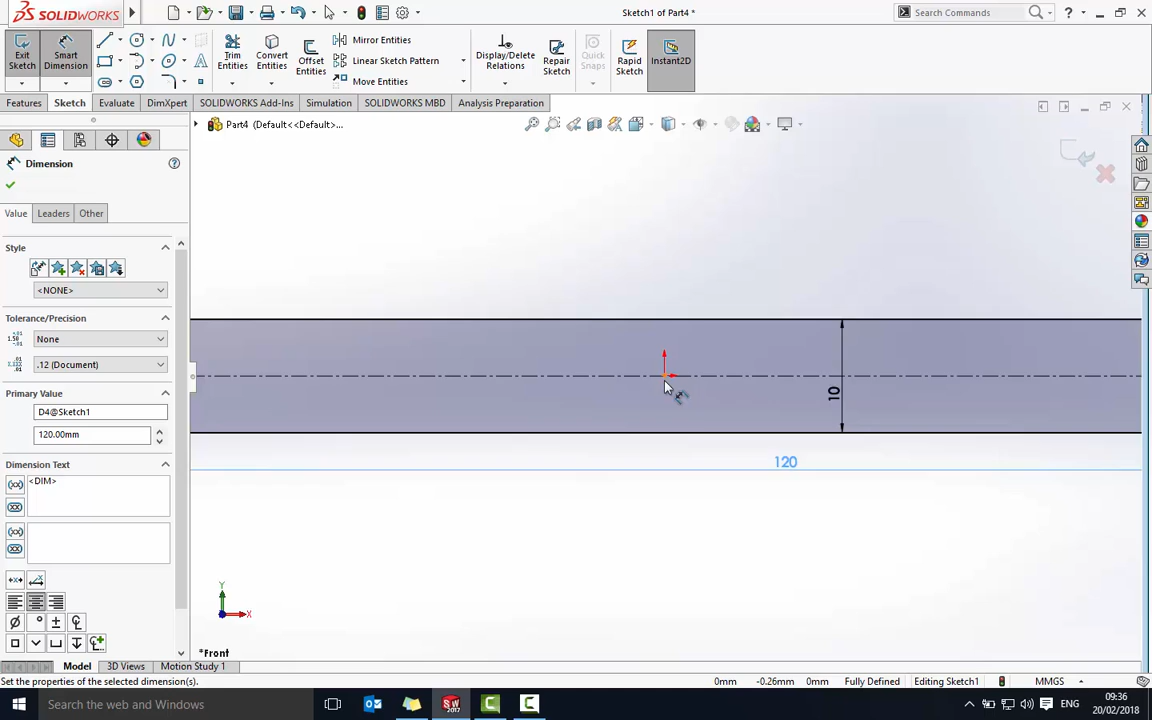 SOLIDWORKS
Sketch1 of Part4 *
Search Commands
?
Exit Sketch
Smart Dimension
Trim Entities
Convert Entities
Offset Entities
Mirror Entities
Linear Sketch Pattern
Move Entities
Display/Delete Relations
Repair Sketch
Quick Snaps
Rapid Sketch
Instant2D
Features
Sketch
Evaluate
DimXpert
SOLIDWORKS Add-Ins
Simulation
SOLIDWORKS MBD
Analysis Preparation
Part4 (Default<<Default>...
Dimension
Value
Leaders
Other
Style
<NONE>
Tolerance/Precision
None
.12 (Document)
Primary Value
D4@Sketch1
120.00mm
Dimension Text
<DIM>
10
120
Y
X
*Front
Model
3D Views
Motion Study 1
Set the properties of the selected dimension(s).
0mm
-0.26mm
0mm
Fully Defined
Editing Sketch1
MMGS
Search the web and Windows
ENG
09:36
20/02/2018